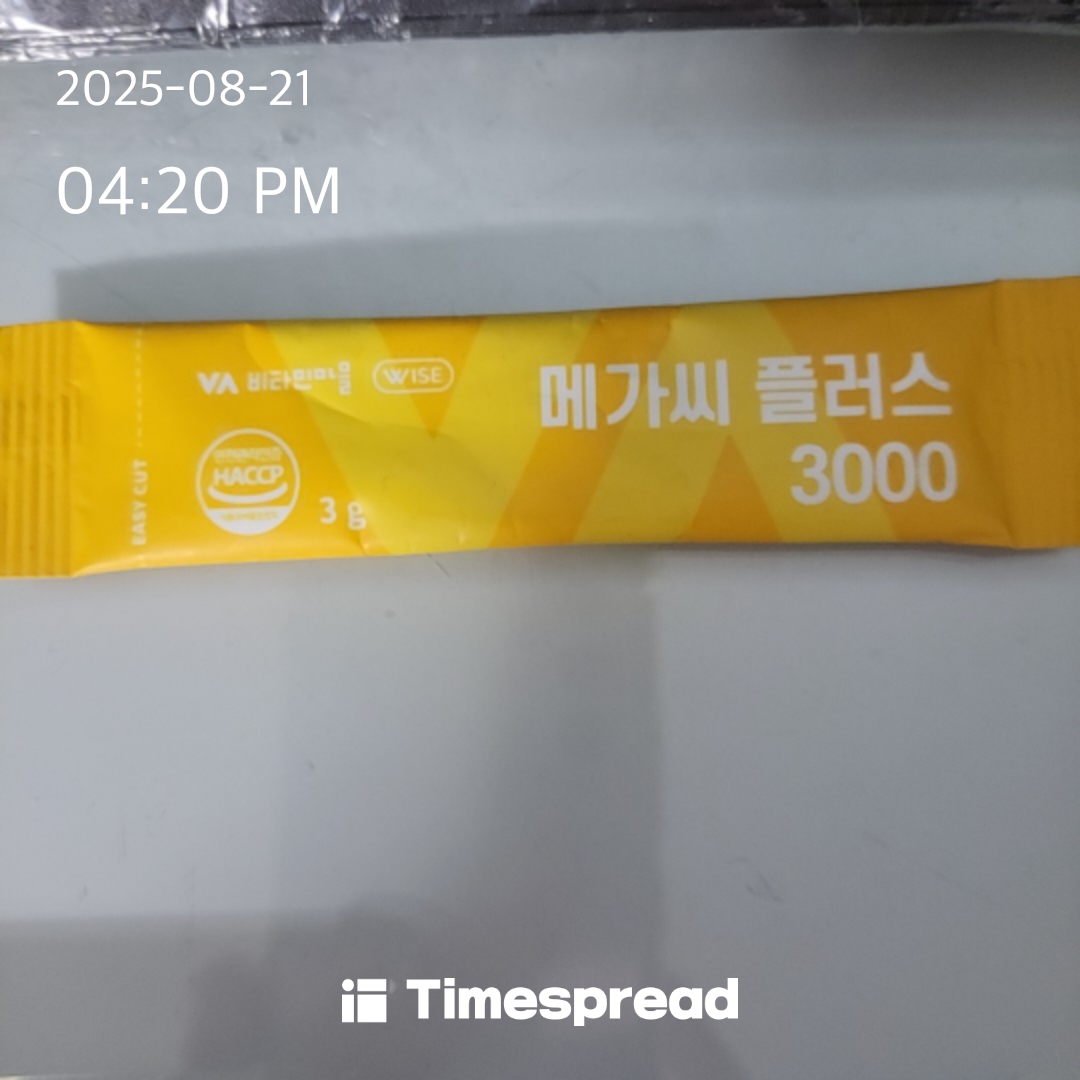 2025-08-21
04:20 PM
VA 비타민마을 WISE
메가씨 플러스
3000
EASY CUT
HACCP
3 g
Timespread